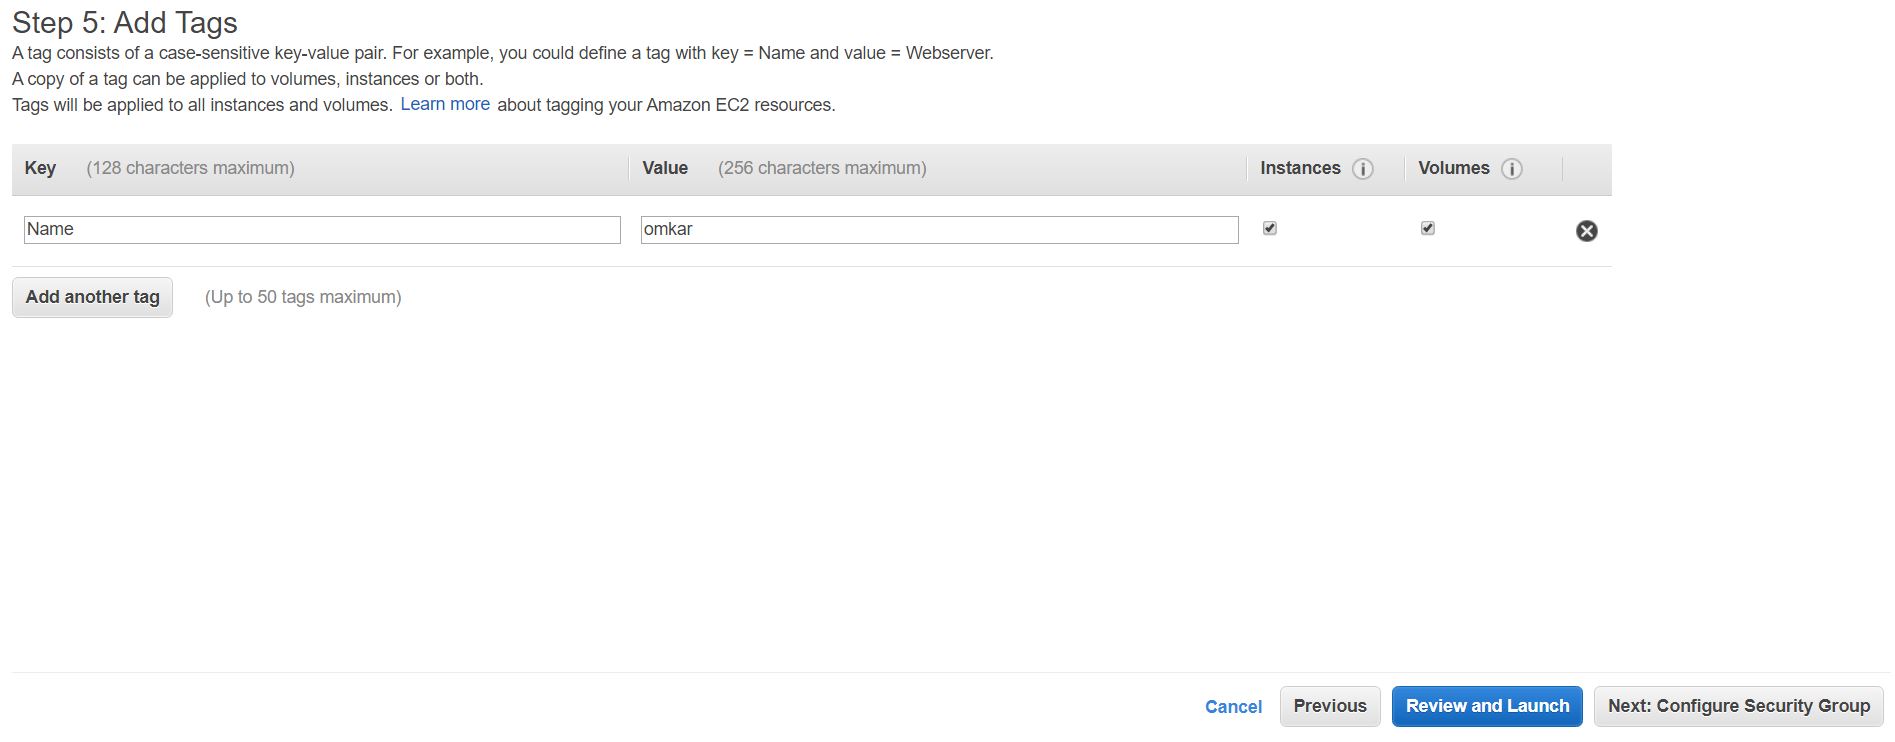 Step 5: Add Tags
A tag consists of a case-sensitive key-value pair. For example, you could define a tag with key = Name and value = Webserver.
A copy of a tag can be applied to volumes, instances or both.
Tags will be applied to all instances and volumes. Learn more about tagging your Amazon EC2 resources.
Key (128 characters maximum) Value (256 characters maximum) Instances Volumes
Name omkar
Add another tag (Up to 50 tags maximum)
Cancel Previous Review and Launch Next: Configure Security Group